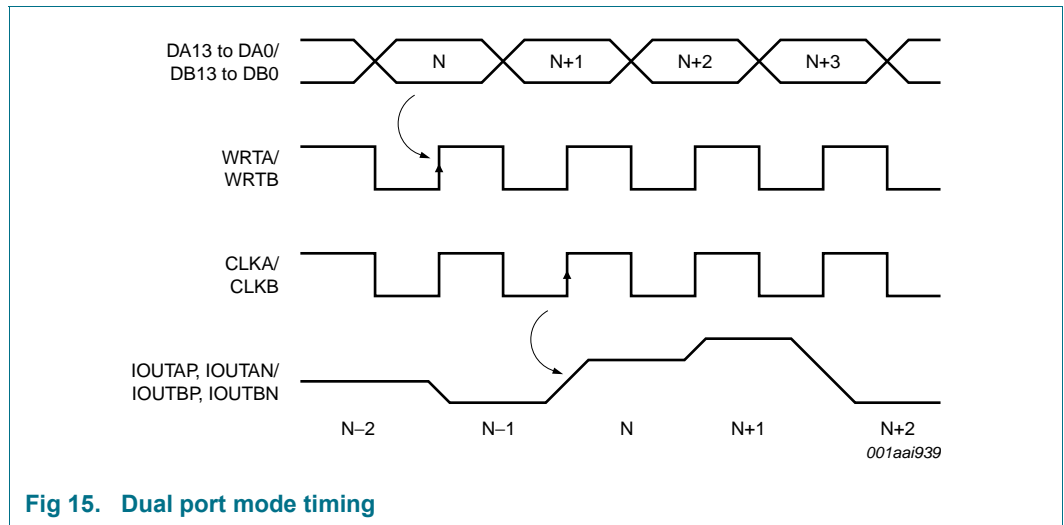 DA13 to DA0/
DB13 to DB0
N N+1 N+2 N+3
WRTA/
WRTB
CLKA/
CLKB
IOUTAP, IOUTAN/
IOUTBP, IOUTBN
N−2 N−1 N N+1 N+2
001aai939
Fig 15. Dual port mode timing